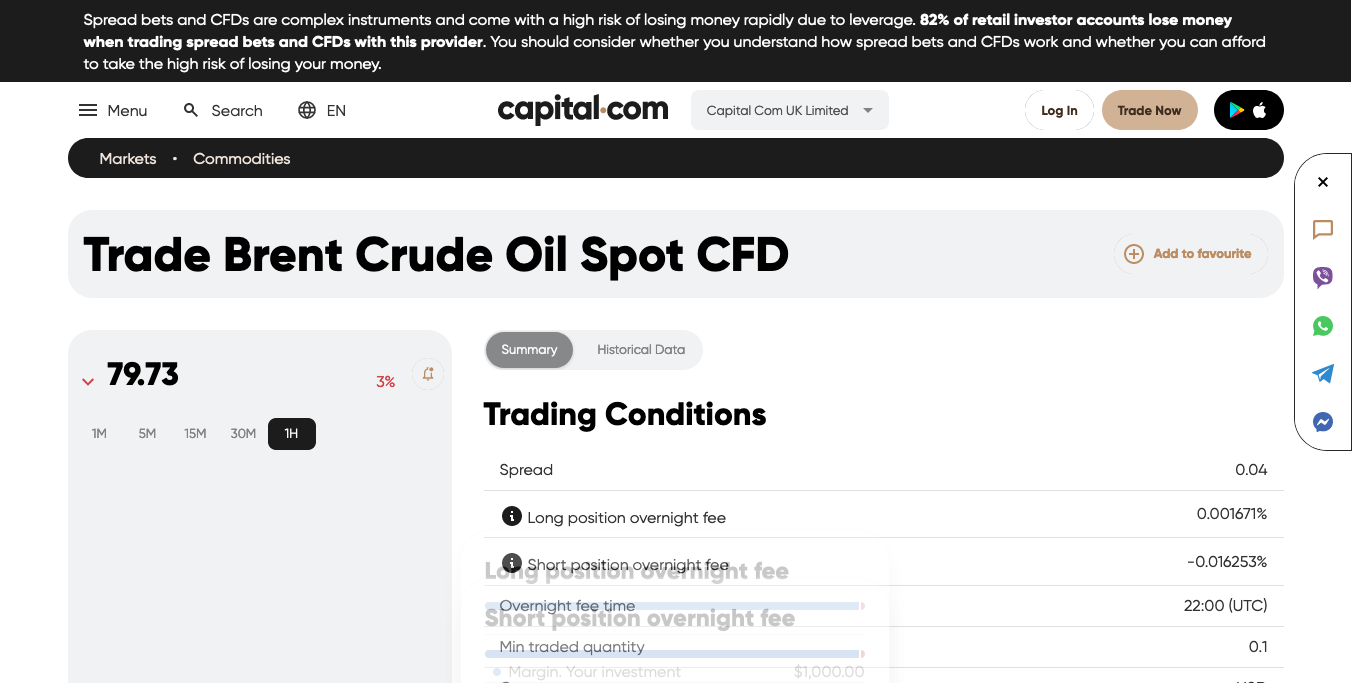 Spread bets and CFDs are complex instruments and come with a high risk of losing money rapidly due to leverage. 82% of retail investor accounts lose money
when trading spread bets and CFDs with this provider. You should consider whether you understand how spread bets and CFDs work and whether you can afford
to take the high risk of losing your money.
Menu Search EN capital.com Capital Com UK Limited Log In Trade Now
Markets • Commodities
Trade Brent Crude Oil Spot CFD Add to favourite
79.73 3%
1M 5M 15M 30M 1H
Summary Historical Data
Trading Conditions
Spread 0.04
Long position overnight fee 0.001671%
Short position overnight fee -0.016253%
Long position overnight fee
Overnight fee time 22:00 (UTC)
Short position overnight fee
Min traded quantity 0.1
Margin. Your investment $1,000.00